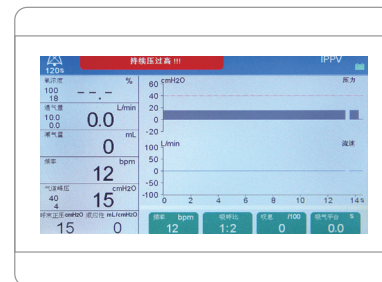 持续压过高 !!!
IPPV
120s
氧浓度 %
100
18
--.-
通气量 L/min
10.0
0.0
0.0
潮气量 mL
0
频率 bpm
12
气道峰压 cmH2O
40
4
15
呼末正压 cmH2O
15
顺应性 mL/cmH2O
0
cmH2O
压力
60
40
20
0
-20
L/min
流速
100
50
0
-50
-100
0 2 4 6 8 10 12 14s
频率 bpm
12
吸呼比
1:2
叹息 /100
0
吸气平台 s
0.0